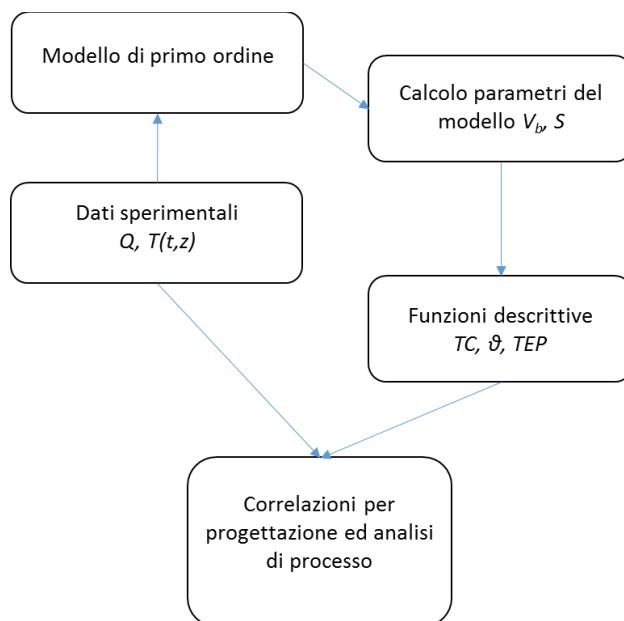 Modello di primo ordine
Calcolo parametri del
modello V_b, S
Dati sperimentali
Q, T(t,z)
Funzioni descrittive
TC, ϑ, TEP
Correlazioni per
progettazione ed analisi
di processo